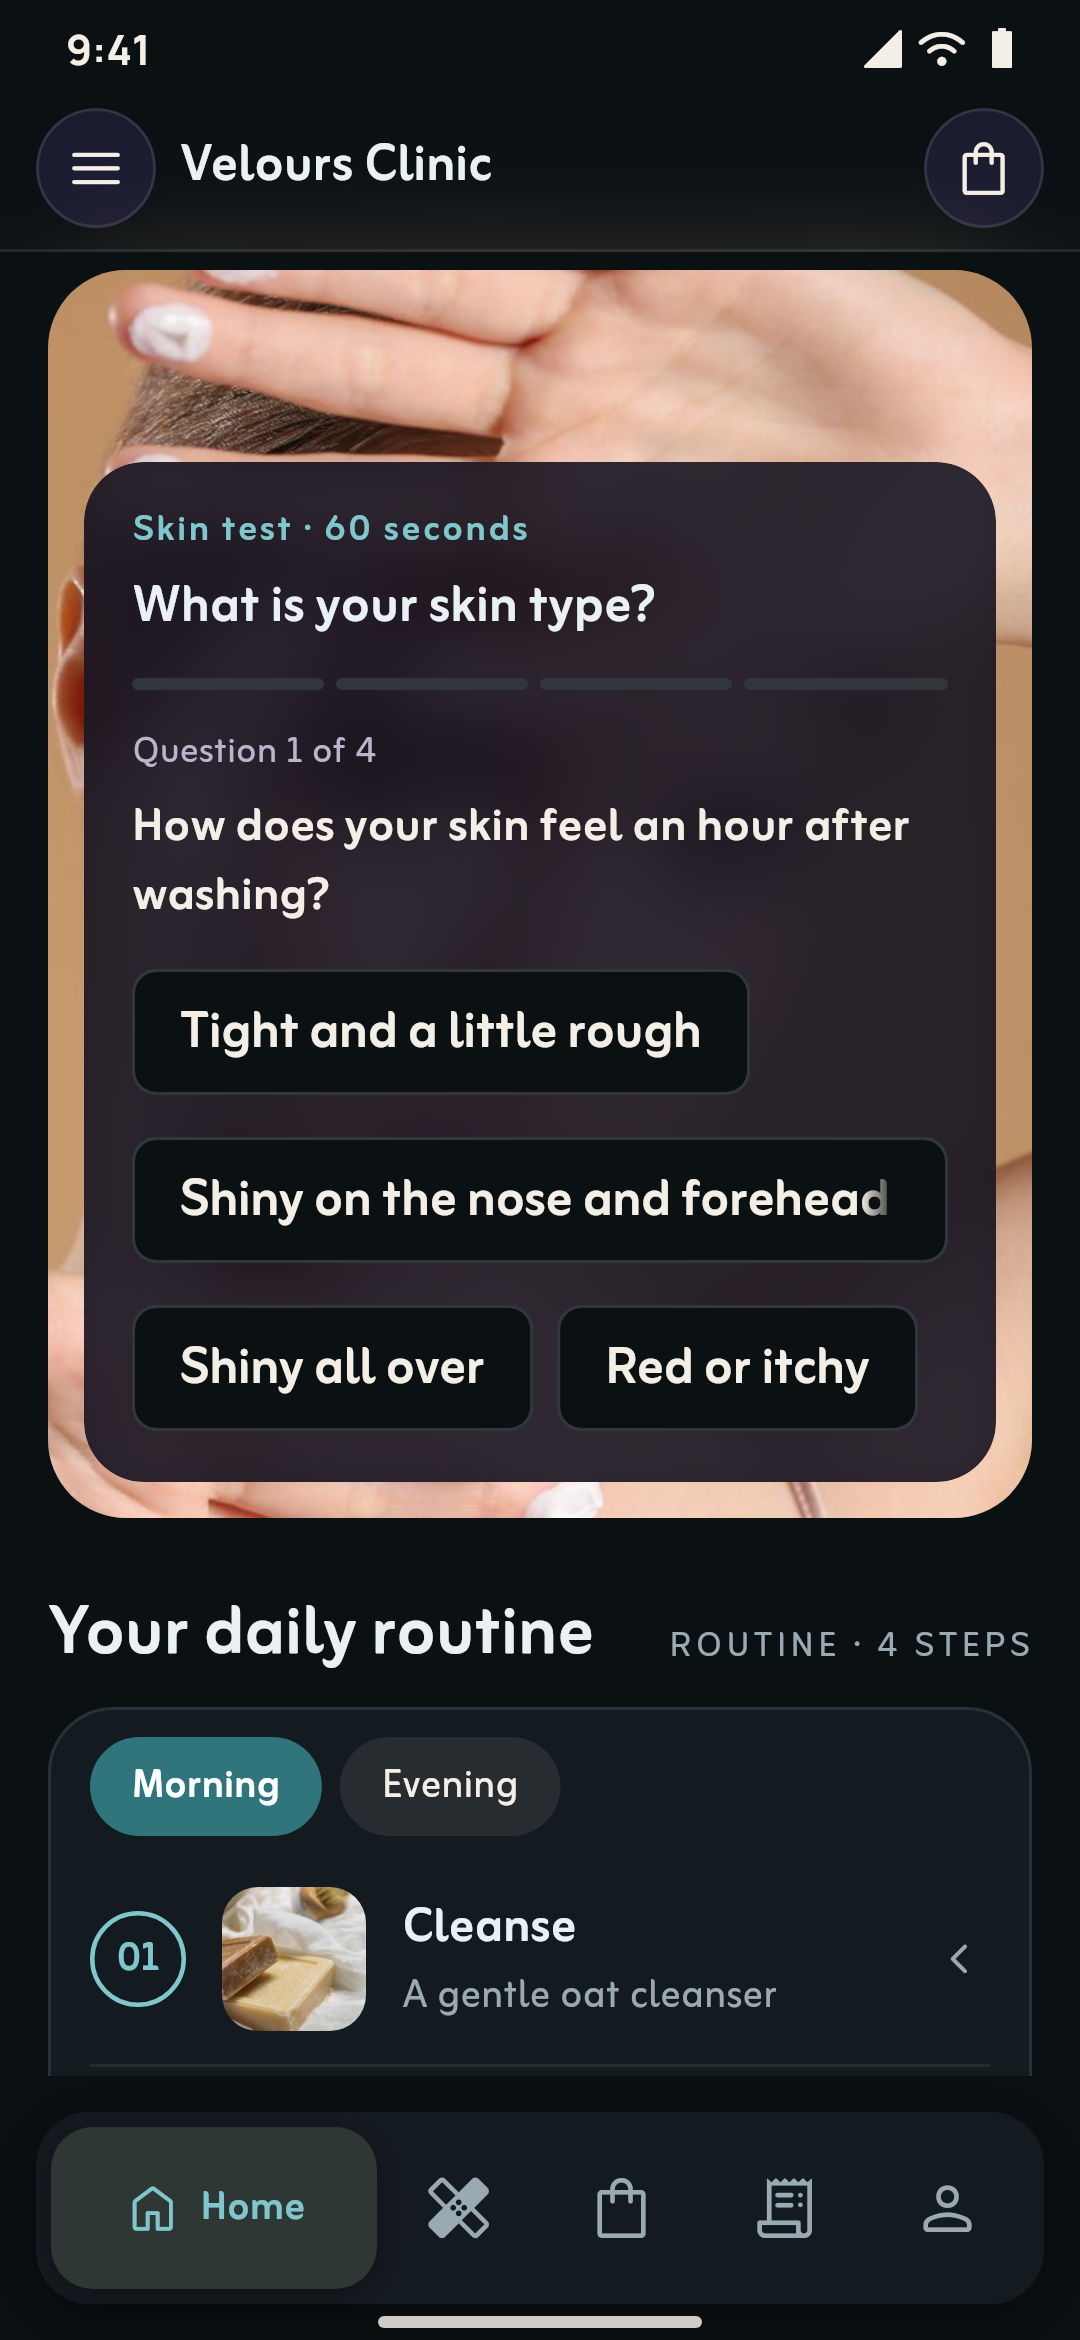 9:41
Velours Clinic
Skin test · 60 seconds
What is your skin type?
Question 1 of 4
How does your skin feel an hour after
washing?
Tight and a little rough
Shiny on the nose and forehead
Shiny all over
Red or itchy
Your daily routine
ROUTINE · 4 STEPS
Morning
Evening
01
Cleanse
A gentle oat cleanser
Home